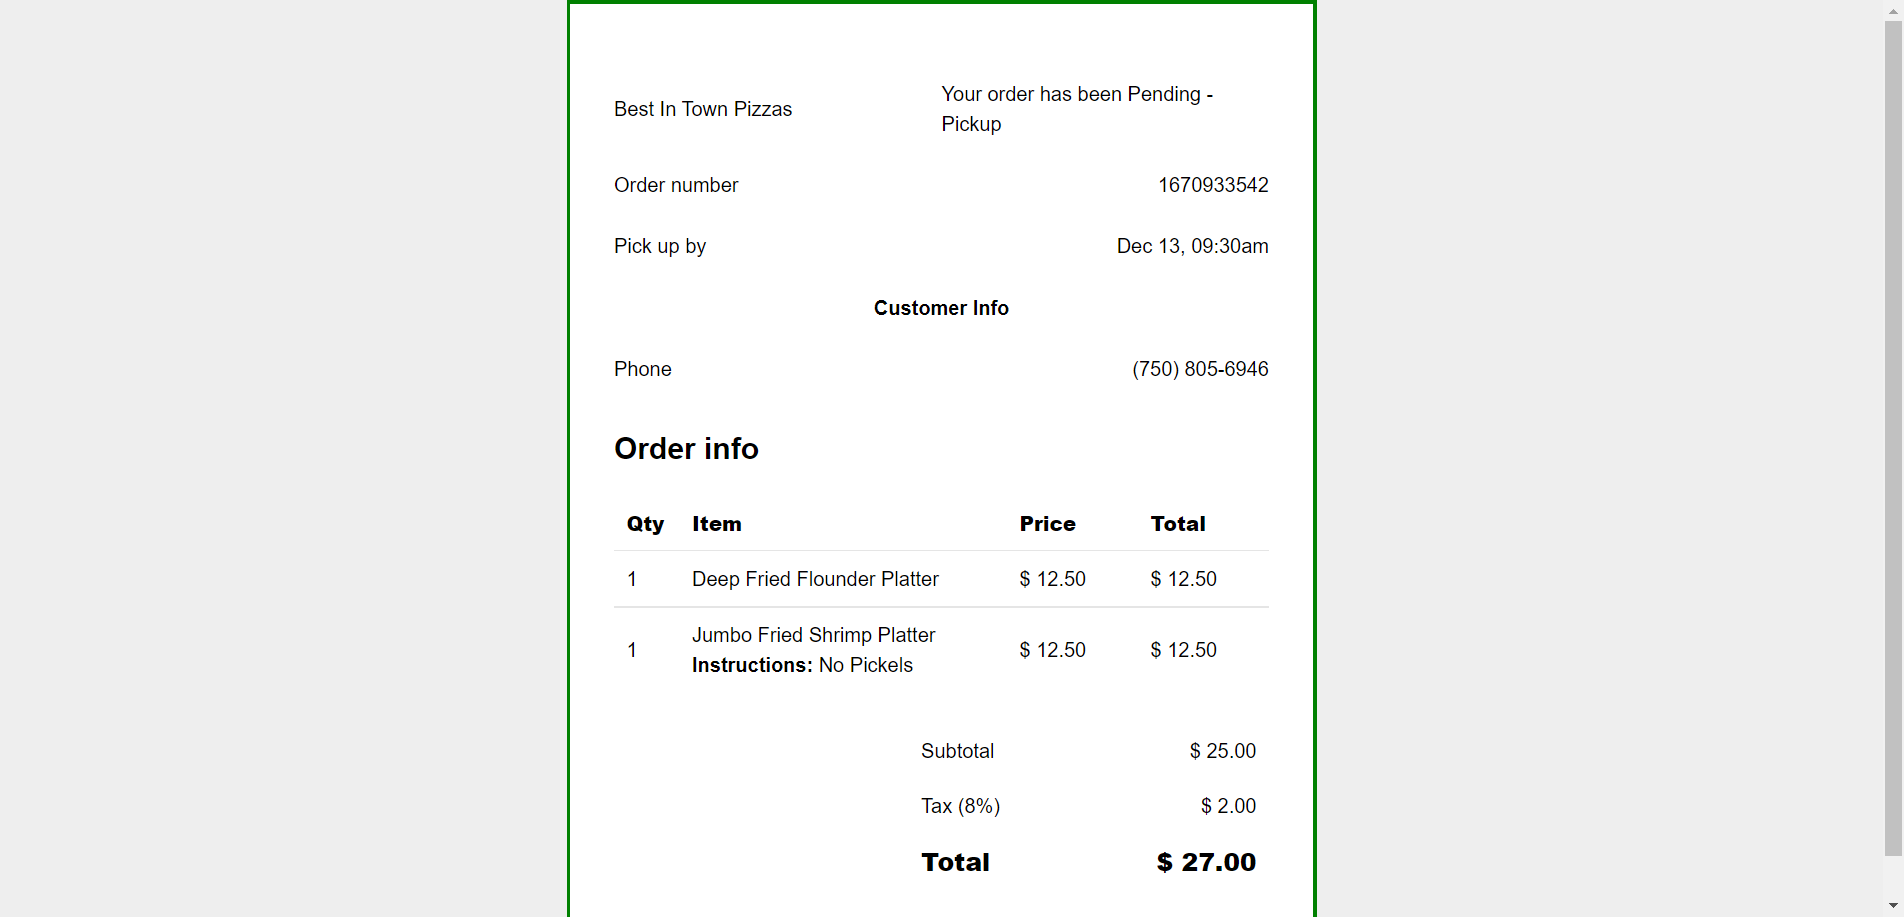 Best In Town Pizzas
Your order has been Pending -
Pickup
Order number 1670933542
Pick up by Dec 13, 09:30am
Customer Info
Phone (750) 805-6946
Order info
Qty Item Price Total
1 Deep Fried Flounder Platter $ 12.50 $ 12.50
1 Jumbo Fried Shrimp Platter $ 12.50 $ 12.50
Instructions: No Pickels
Subtotal $ 25.00
Tax (8%) $ 2.00
Total $ 27.00